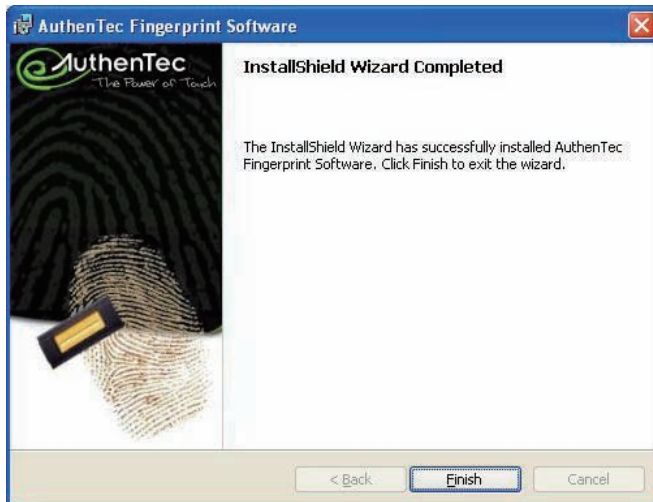 AuthenTec Fingerprint Software
AuthenTec
The Power of Touch
InstallShield Wizard Completed
The InstallShield Wizard has successfully installed AuthenTec
Fingerprint Software. Click Finish to exit the wizard.
< Back
Finish
Cancel